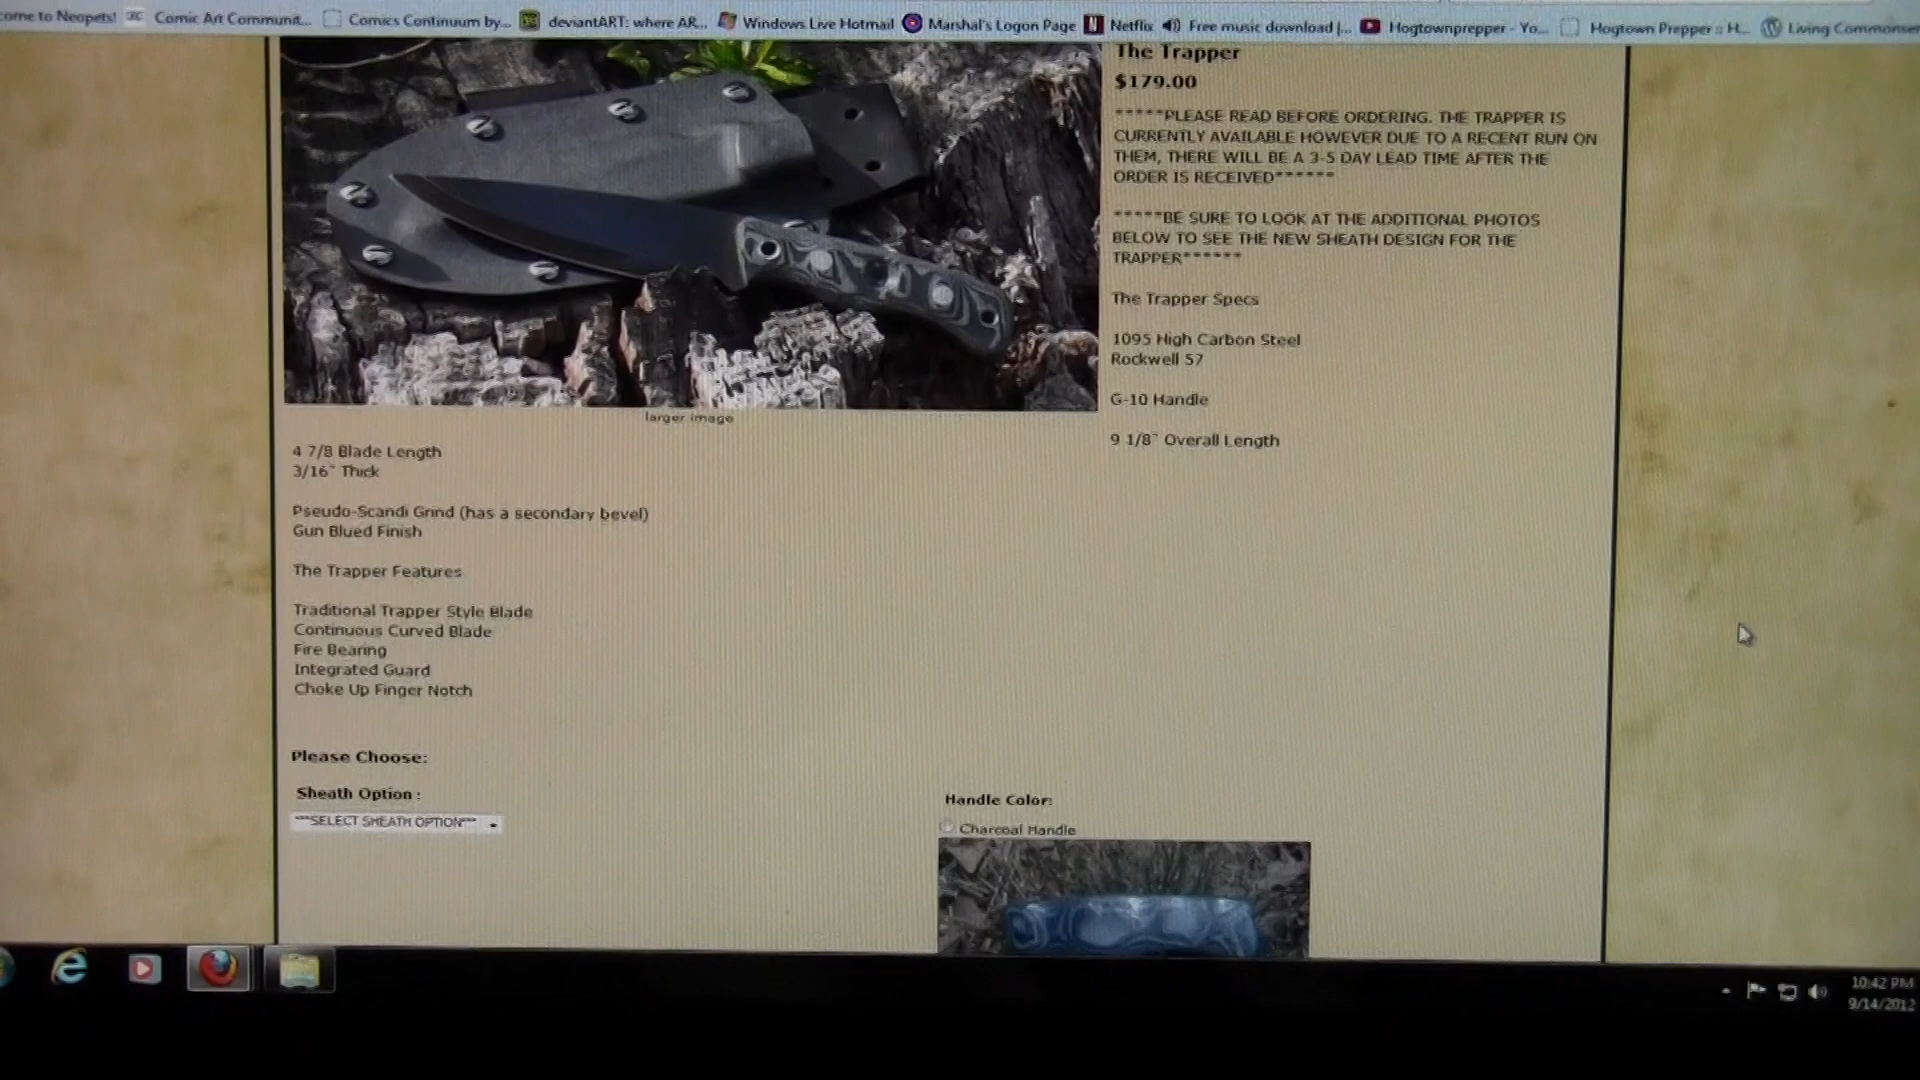 come to Neopets!
Comic Art Communit...
Comics Continuum by...
deviantART: where AR...
Windows Live Hotmail
Marshal's Logon Page
Netflix
Free music download |...
Hogtownprepper - Yo...
Hogtown Prepper :: H...
Living Commonsen
The Trapper
$179.00
*****PLEASE READ BEFORE ORDERING. THE TRAPPER IS
CURRENTLY AVAILABLE HOWEVER DUE TO A RECENT RUN ON
THEM, THERE WILL BE A 3-5 DAY LEAD TIME AFTER THE
ORDER IS RECEIVED******
*****BE SURE TO LOOK AT THE ADDITIONAL PHOTOS
BELOW TO SEE THE NEW SHEATH DESIGN FOR THE
TRAPPER******
The Trapper Specs
1095 High Carbon Steel
Rockwell 57
G-10 Handle
9 1/8" Overall Length
larger image
4 7/8 Blade Length
3/16" Thick
Pseudo-Scandi Grind (has a secondary bevel)
Gun Blued Finish
The Trapper Features
Traditional Trapper Style Blade
Continuous Curved Blade
Fire Bearing
Integrated Guard
Choke Up Finger Notch
Please Choose:
Sheath Option :
***SELECT SHEATH OPTION***
Handle Color:
Charcoal Handle
10:42 PM
9/14/2012